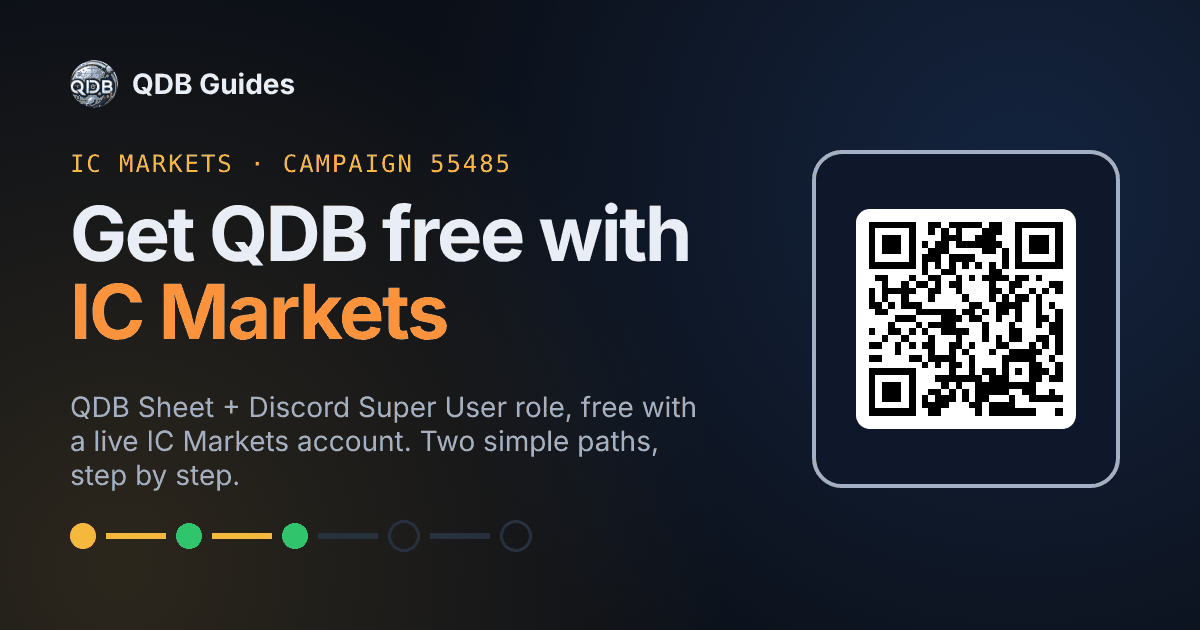 QDB
QDB Guides
IC MARKETS · CAMPAIGN 55485
Get QDB free with
IC Markets
QDB Sheet + Discord Super User role, free with
a live IC Markets account. Two simple paths,
step by step.